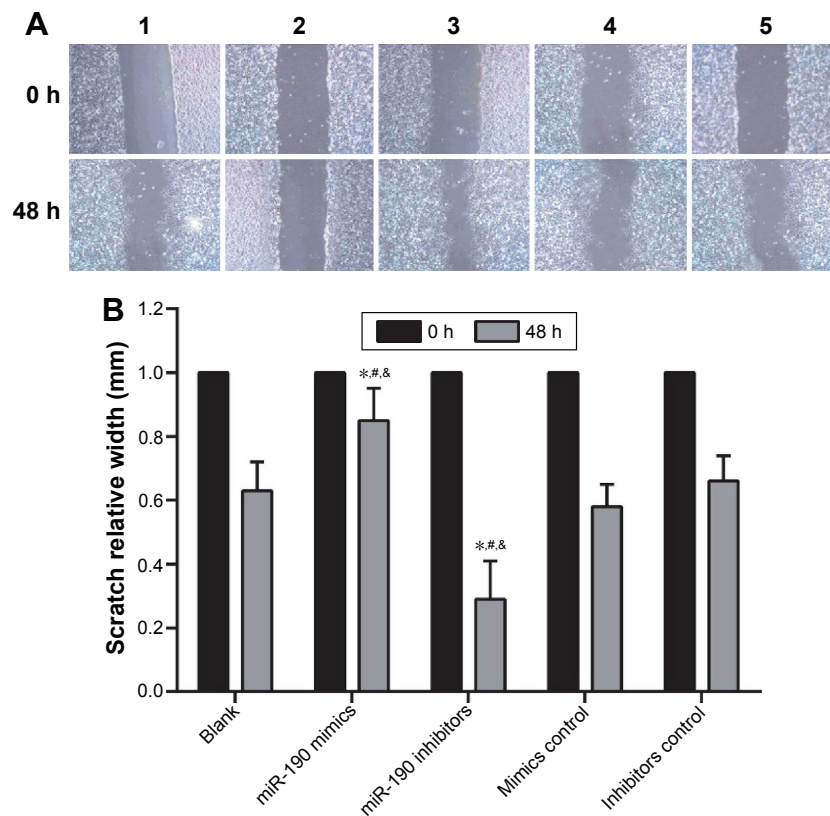 A 1 2 3 4 5
0 h
48 h
B
1.2
1.0
0.8
0.6
0.4
0.2
0.0
Scratch relative width (mm)
0 h 48 h
*,#,&
*,#,&
Blank
miR-190 mimics
miR-190 inhibitors
Mimics control
Inhibitors control